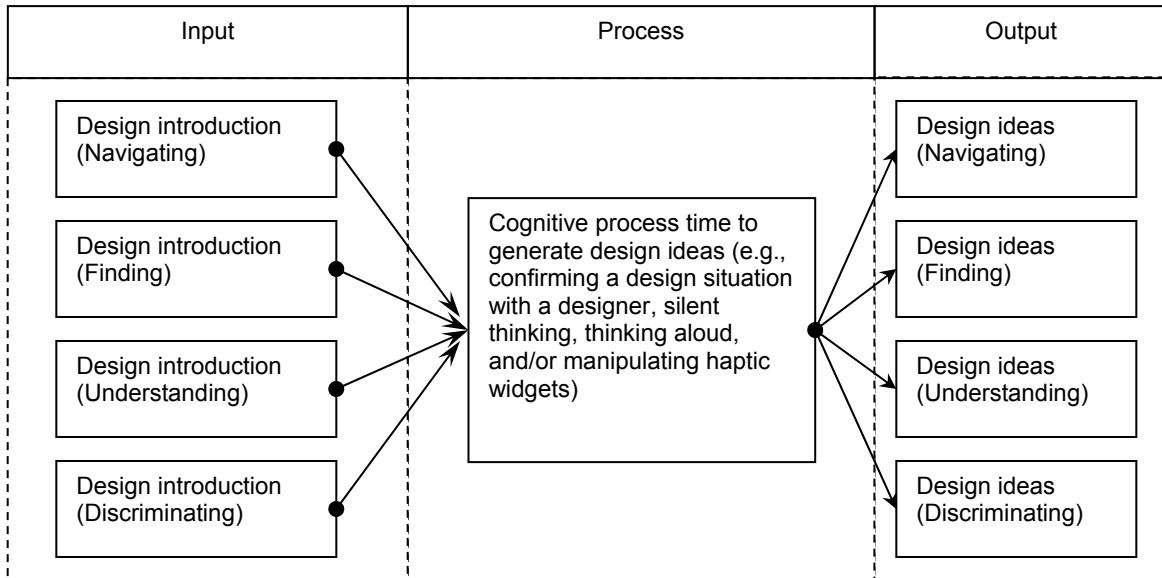 Input
Process
Output
Design introduction
(Navigating)
Design introduction
(Finding)
Design introduction
(Understanding)
Design introduction
(Discriminating)
Cognitive process time to
generate design ideas (e.g.,
confirming a design situation
with a designer, silent
thinking, thinking aloud,
and/or manipulating haptic
widgets)
Design ideas
(Navigating)
Design ideas
(Finding)
Design ideas
(Understanding)
Design ideas
(Discriminating)